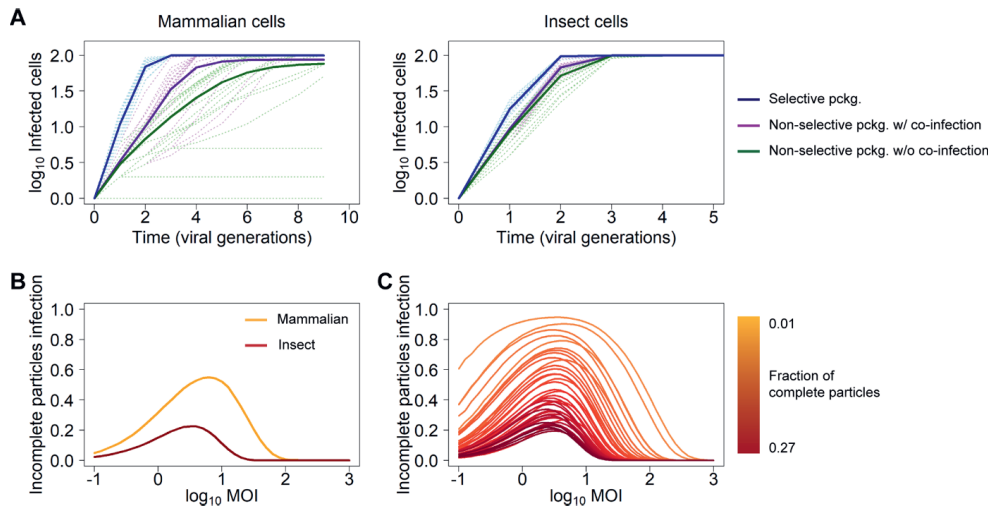 A
Mammalian cells
Insect cells
log10 Infected cells
2.0
1.5
1.0
0.5
0.0
0 2 4 6 8 10
Time (viral generations)
log10 Infected cells
2.0
1.5
1.0
0.5
0.0
0 1 2 3 4 5
Time (viral generations)
Selective pckg.
Non-selective pckg. w/ co-infection
Non-selective pckg. w/o co-infection
B
Incomplete particles infection
1.0
0.8
0.6
0.4
0.2
0.0
Mammalian
Insect
-1 0 1 2 3
log10 MOI
C
Incomplete particles infection
1.0
0.8
0.6
0.4
0.2
0.0
-1 0 1 2 3
log10 MOI
0.01
Fraction of
complete particles
0.27